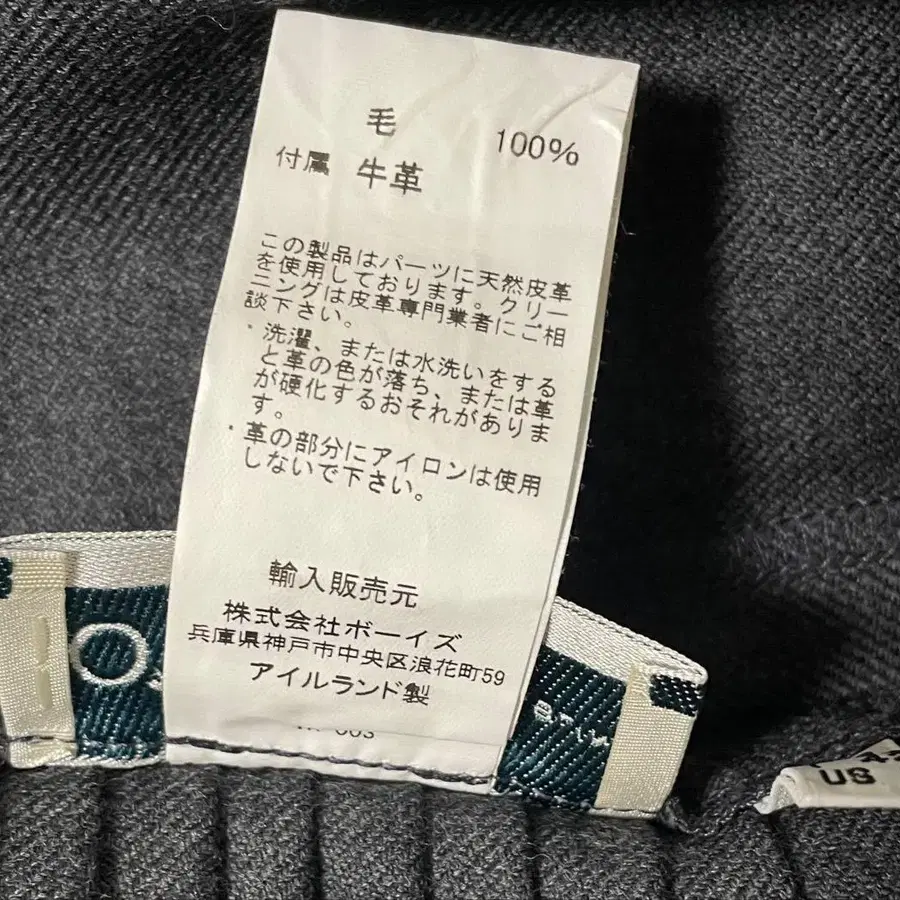 毛 100%
付属 牛革
この製品はパーツに天然皮革
を使用しております。クリー
ニングは皮革専門業者にご相
談下さい。
・洗濯、または水洗いをする
と革の色が落ち、または革
が硬化するおそれがありま
す。
・革の部分にアイロンは使用
しないで下さい。
輸入販売元
株式会社ボーイズ
兵庫県神戸市中央区浪花町59
アイルランド製
US